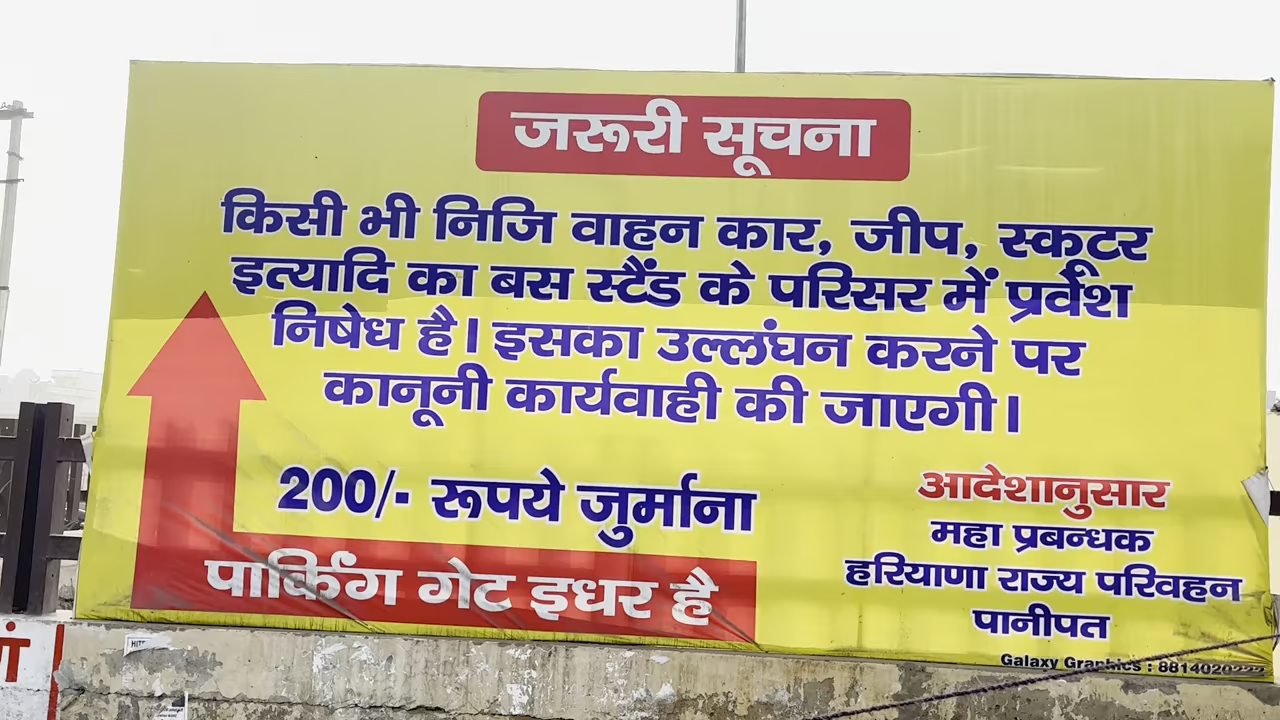 जरूरी सूचना
किसी भी निजि वाहन कार, जीप, स्कूटर
इत्यादि का बस स्टैंड के परिसर में प्रवेश
निषेध है। इसका उल्लंघन करने पर
कानूनी कार्यवाही की जाएगी।
200/- रूपये जुर्माना
पार्किंग गेट इधर है
आदेशानुसार
महा प्रबन्धक
हरियाणा राज्य परिवहन
पानीपत
Galaxy Graphics :